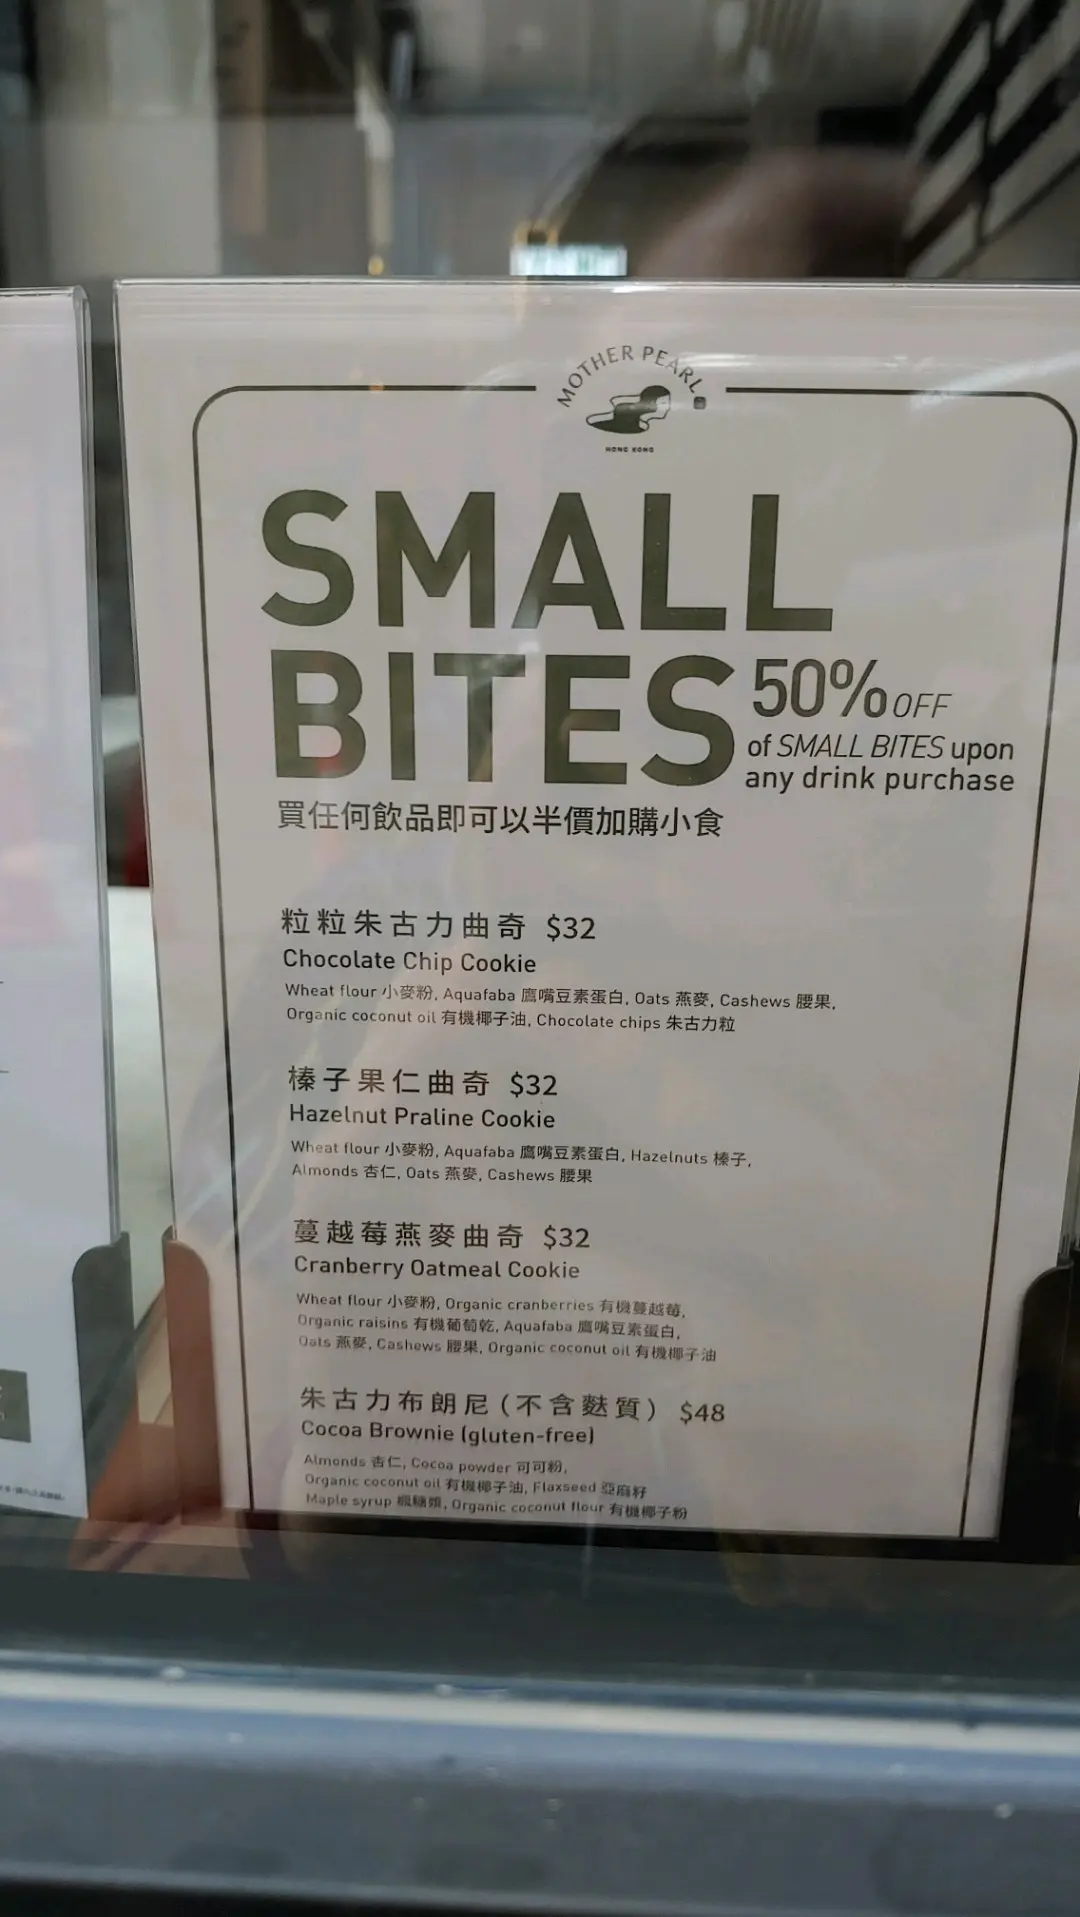 MOTHER PEARL
HONG KONG
SMALL
BITES
50% OFF
of SMALL BITES upon
any drink purchase
買任何飲品即可以半價加購小食
粒粒朱古力曲奇 $32
Chocolate Chip Cookie
Wheat flour 小麥粉, Aquafaba 鷹嘴豆素蛋白, Oats 燕麥, Cashews 腰果,
Organic coconut oil 有機椰子油, Chocolate chips 朱古力粒
榛子果仁曲奇 $32
Hazelnut Praline Cookie
Wheat flour 小麥粉, Aquafaba 鷹嘴豆素蛋白, Hazelnuts 榛子,
Almonds 杏仁, Oats 燕麥, Cashews 腰果
蔓越莓燕麥曲奇 $32
Cranberry Oatmeal Cookie
Wheat flour 小麥粉, Organic cranberries 有機蔓越莓,
Organic raisins 有機葡萄乾, Aquafaba 鷹嘴豆素蛋白,
Oats 燕麥, Cashews 腰果, Organic coconut oil 有機椰子油
朱古力布朗尼 (不含麩質) $48
Cocoa Brownie (gluten-free)
Almonds 杏仁, Cocoa powder 可可粉,
Organic coconut oil 有機椰子油, Flaxseed 亞麻籽
Maple syrup 楓糖漿, Organic coconut flour 有機椰子粉